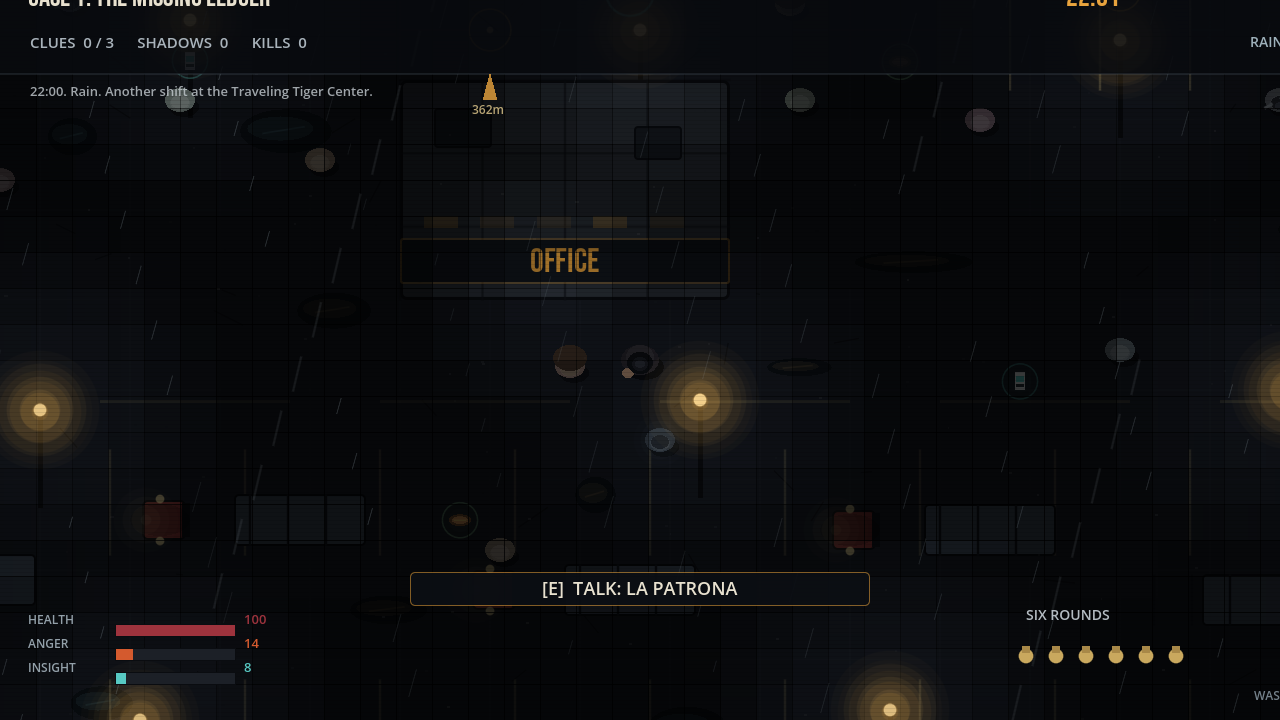 CLUES 0 / 3 SHADOWS 0 KILLS 0
22:00. Rain. Another shift at the Traveling Tiger Center.
362m
OFFICE
[E] TALK: LA PATRONA
HEALTH 100
ANGER 14
INSIGHT 8
SIX ROUNDS